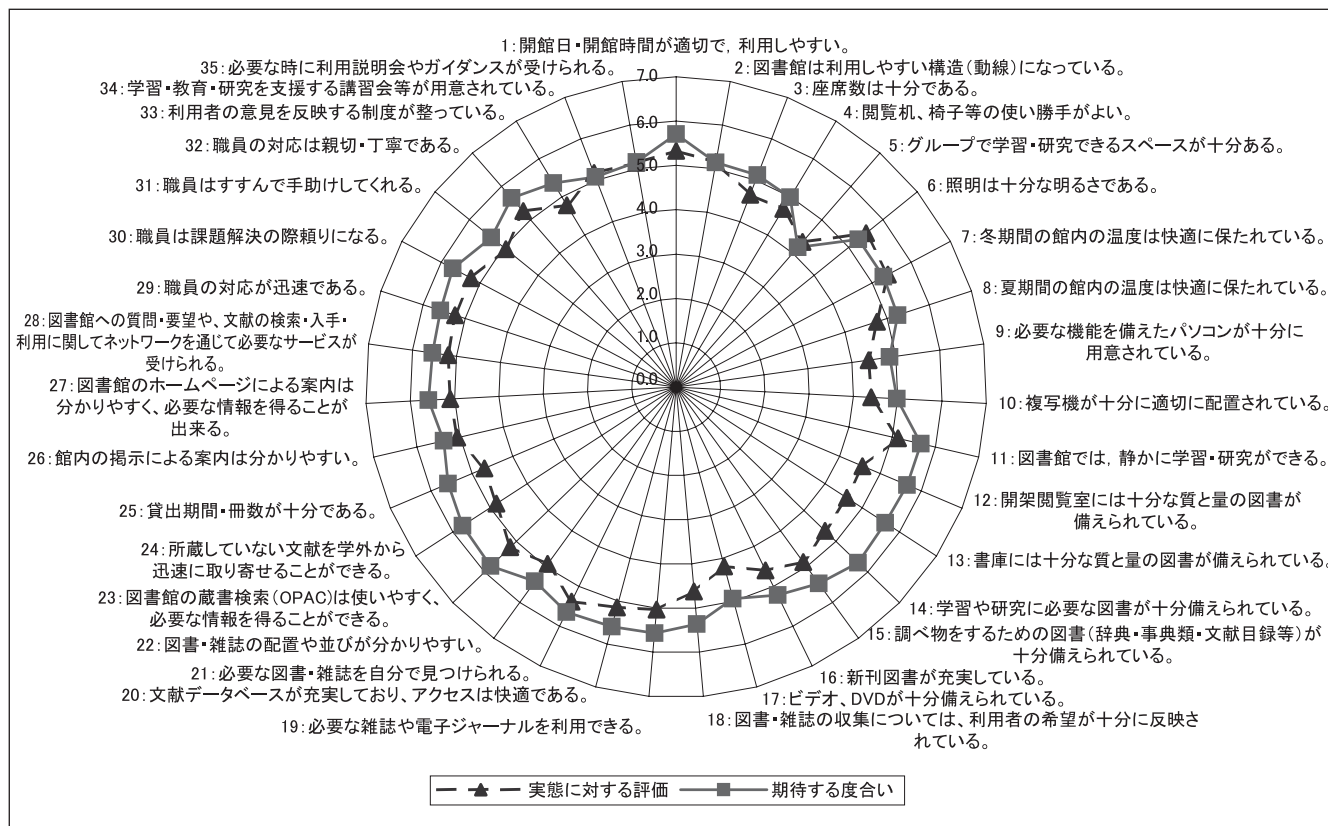 1:開館日・開館時間が適切で，利用しやすい。
2:図書館は利用しやすい構造（動線）になっている。
3:座席数は十分である。
4:閲覧机、椅子等の使い勝手がよい。
5:グループで学習・研究できるスペースが十分ある。
6:照明は十分な明るさである。
7:冬期間の館内の温度は快適に保たれている。
8:夏期間の館内の温度は快適に保たれている。
9:必要な機能を備えたパソコンが十分に
用意されている。
10:複写機が十分に適切に配置されている。
11:図書館では，静かに学習・研究ができる。
12:開架閲覧室には十分な質と量の図書が
備えられている。
13:書庫には十分な質と量の図書が備えられている。
14:学習や研究に必要な図書が十分備えられている。
15:調べ物をするための図書（辞典・事典類・文献目録等）が
十分備えられている。
16:新刊図書が充実している。
17:ビデオ、DVDが十分備えられている。
18:図書・雑誌の収集については、利用者の希望が十分に反映さ
れている。
19:必要な雑誌や電子ジャーナルを利用できる。
20:文献データベースが充実しており、アクセスは快適である。
21:必要な図書・雑誌を自分で見つけられる。
22:図書・雑誌の配置や並びが分かりやすい。
23:図書館の蔵書検索（OPAC）は使いやすく、
必要な情報を得ることができる。
24:所蔵していない文献を学外から
迅速に取り寄せることができる。
25:貸出期間・冊数が十分である。
26:館内の掲示による案内は分かりやすい。
27:図書館のホームページによる案内は
分かりやすく、必要な情報を得ることが
出来る。
28:図書館への質問・要望や、文献の検索・入手・
利用に関してネットワークを通じて必要なサービスが
受けられる。
29:職員の対応が迅速である。
30:職員は課題解決の際頼りになる。
31:職員はすすんで手助けしてくれる。
32:職員の対応は親切・丁寧である。
33:利用者の意見を反映する制度が整っている。
34:学習・教育・研究を支援する講習会等が用意されている。
35:必要な時に利用説明会やガイダンスが受けられる。
7.0
6.0
5.0
4.0
3.0
2.0
1.0
0.0
実態に対する評価
期待する度合い